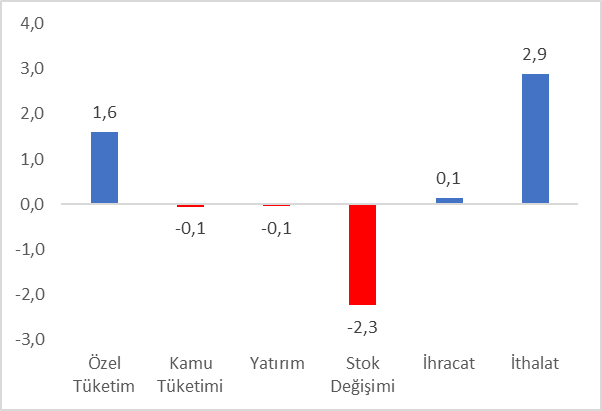 4,0
3,0
2,0
1,0
0,0
-1,0
-2,0
-3,0
1,6
-0,1
-0,1
-2,3
0,1
2,9
Özel
Tüketim
Kamu
Tüketimi
Yatırım
Stok
Değişimi
İhracat
İthalat